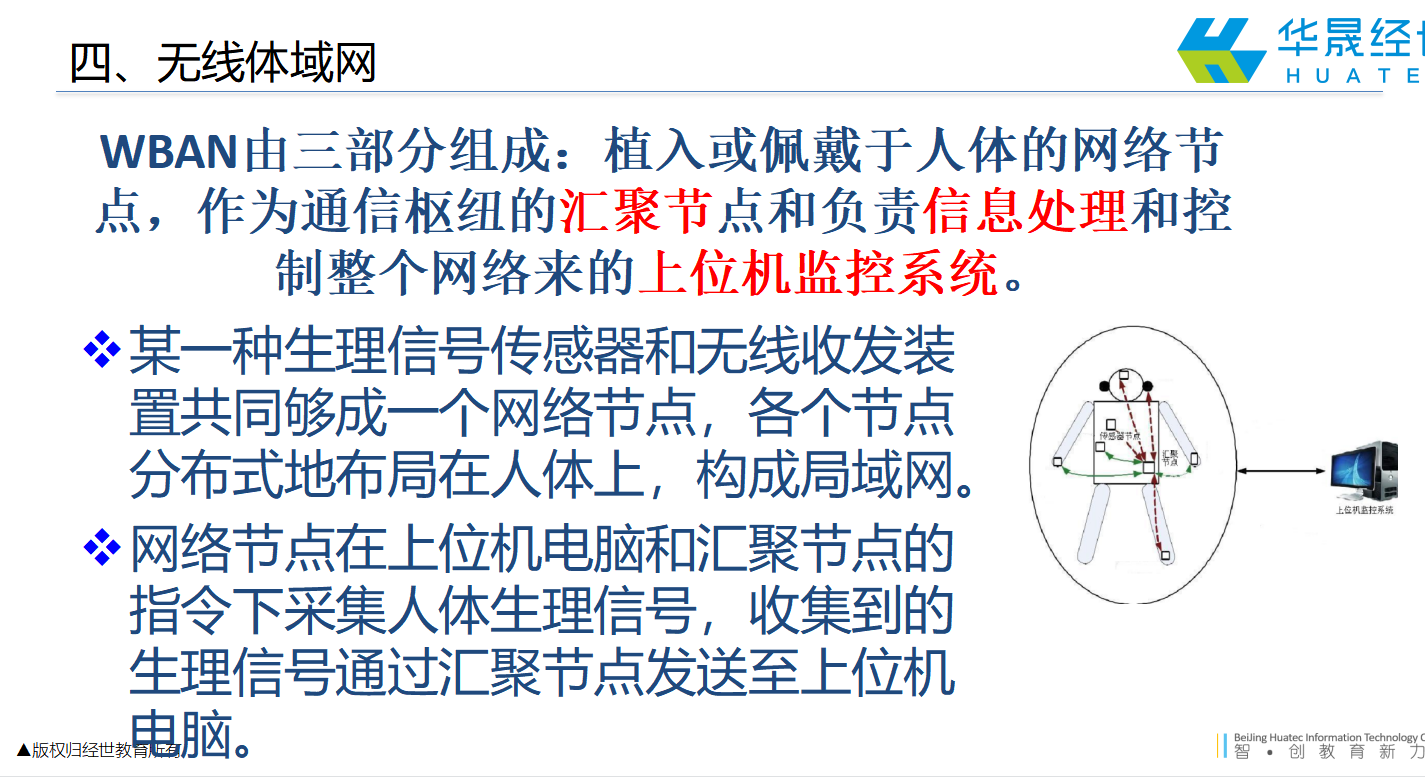 四、无线体域网
华晟经世
HUATE
WBAN由三部分组成：植入或佩戴于人体的网络节
点，作为通信枢纽的汇聚节点和负责信息处理和控
制整个网络来的上位机监控系统。
❖某一种生理信号传感器和无线收发装
置共同够成一个网络节点，各个节点
分布式地布局在人体上，构成局域网。
❖网络节点在上位机电脑和汇聚节点的
指令下采集人体生理信号，收集到的
生理信号通过汇聚节点发送至上位机
电脑。
传感器节点
汇聚
节点
上位机监控系统
▲版权归经世教育所有
BeiJing Huatec Information Technology C
智·创教育新力